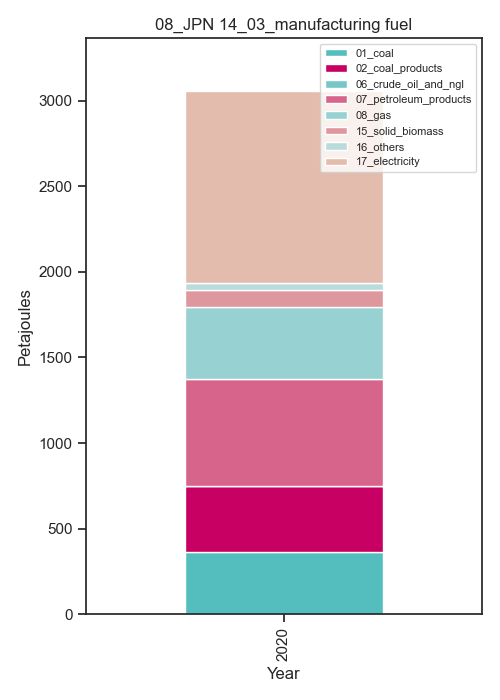 08_JPN 14_03_manufacturing fuel
01_coal
02_coal_products
06_crude_oil_and_ngl
07_petroleum_products
08_gas
15_solid_biomass
16_others
17_electricity
3000
2500
2000
1500
1000
500
0
Petajoules
2020
Year